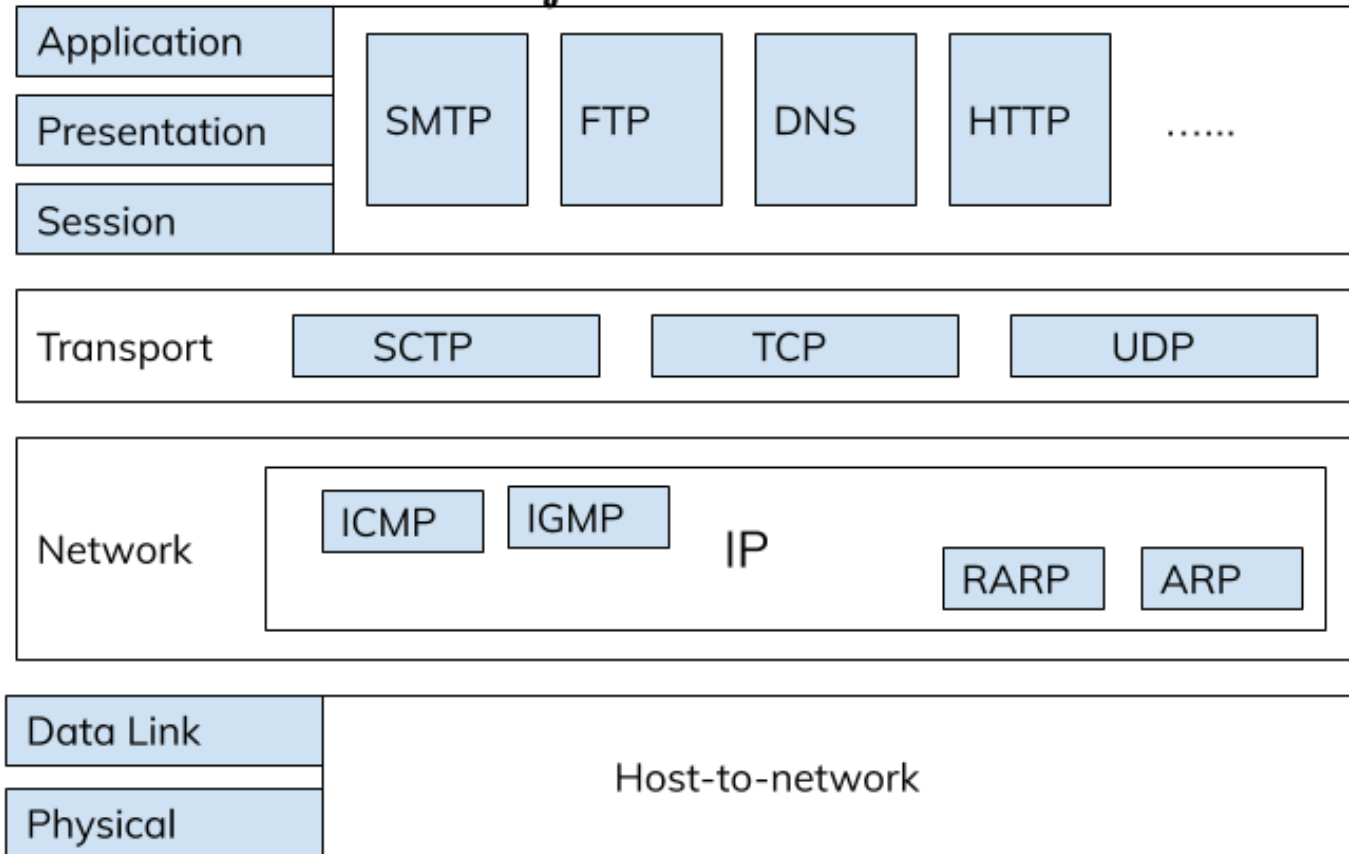 Application
Presentation
Session
SMTP
FTP
DNS
HTTP
......
Transport
SCTP
TCP
UDP
Network
ICMP
IGMP
IP
RARP
ARP
Data Link
Physical
Host-to-network